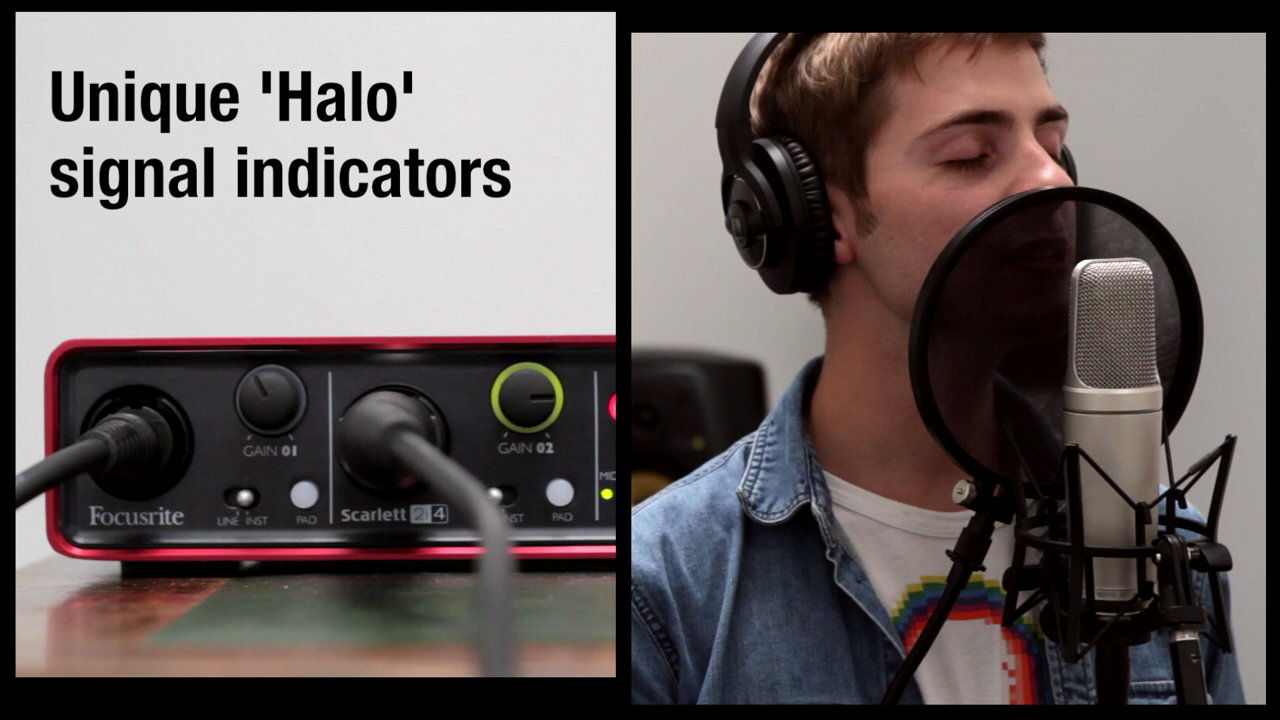 Unique 'Halo'
signal indicators
GAIN 01
GAIN 02
LINE INST
PAD
PAD
Focusrite
Scarlett 2i4